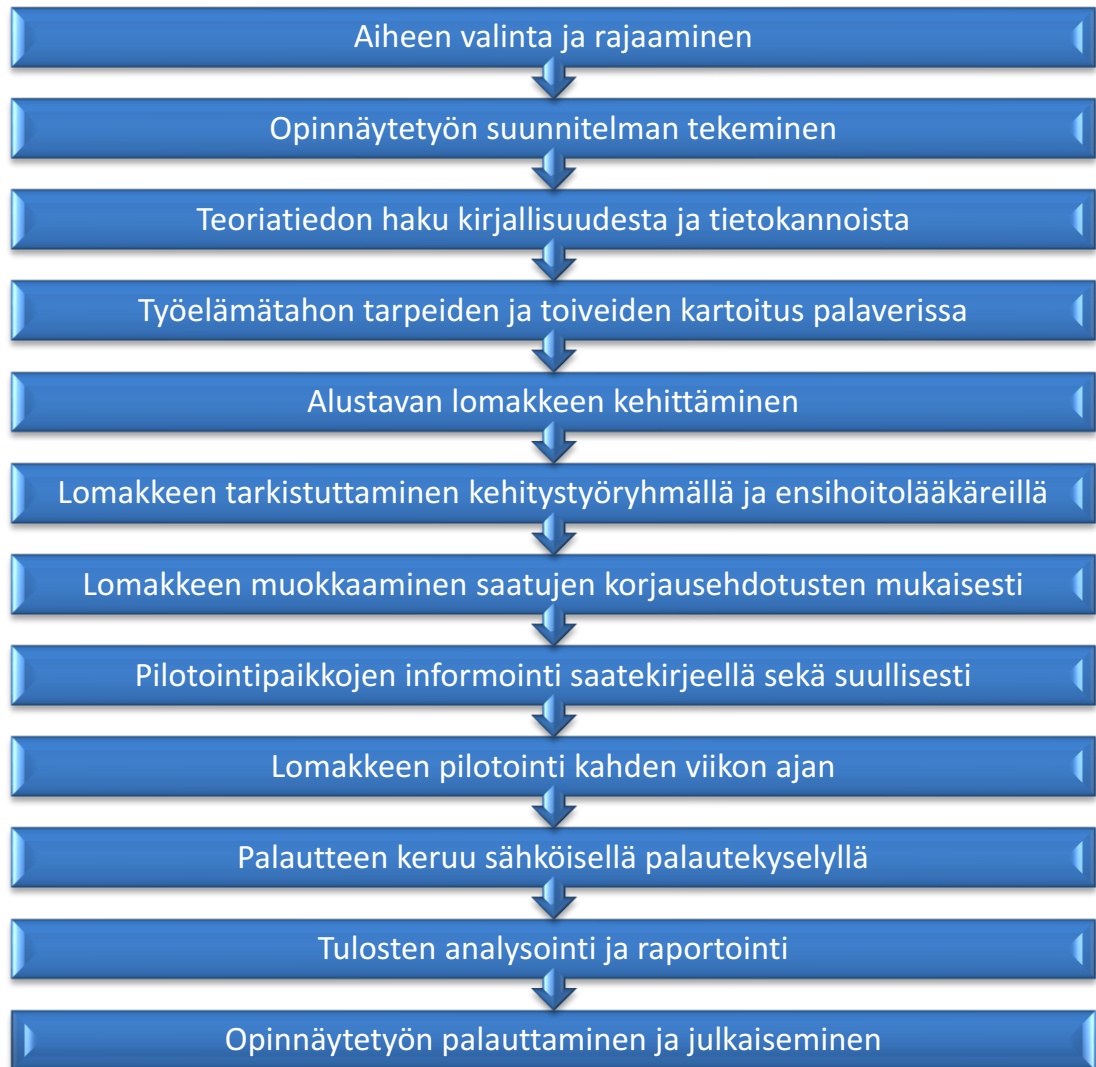 Aiheen valinta ja rajaaminen
Opinnäytetyön suunnitelman tekeminen
Teoriatiedon haku kirjallisuudesta ja tietokannoista
Työelämätahon tarpeiden ja toiveiden kartoitus palaverissa
Alustavan lomakkeen kehittäminen
Lomakkeen tarkistuttaminen kehitystyöryhmällä ja ensihoitolääkäreillä
Lomakkeen muokkaaminen saatujen korjausehdotusten mukaisesti
Pilotointipaikkojen informointi saatekirjeellä sekä suullisesti
Lomakkeen pilotointi kahden viikon ajan
Palautteen keruu sähköisellä palautekyselyllä
Tulosten analysointi ja raportointi
Opinnäytetyön palauttaminen ja julkaiseminen